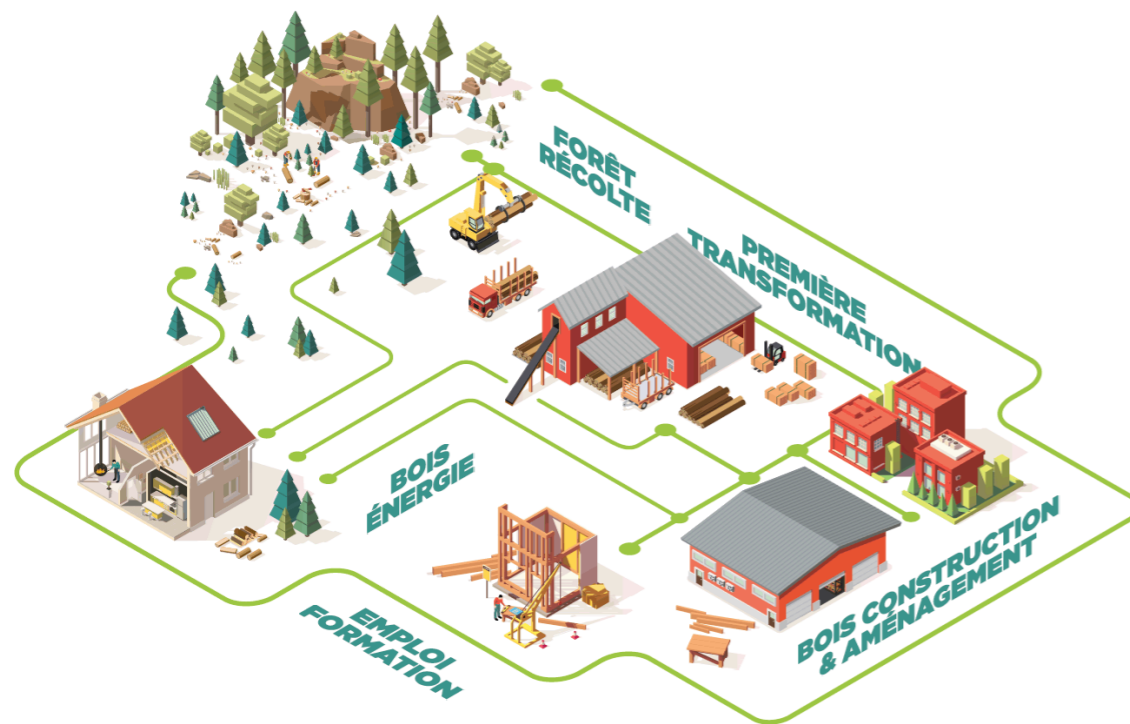 FORÊT
RÉCOLTE
PREMIÈRE
TRANSFORMATION
BOIS
ÉNERGIE
BOIS CONSTRUCTION
& AMÉNAGEMENT
EMPLOI
FORMATION